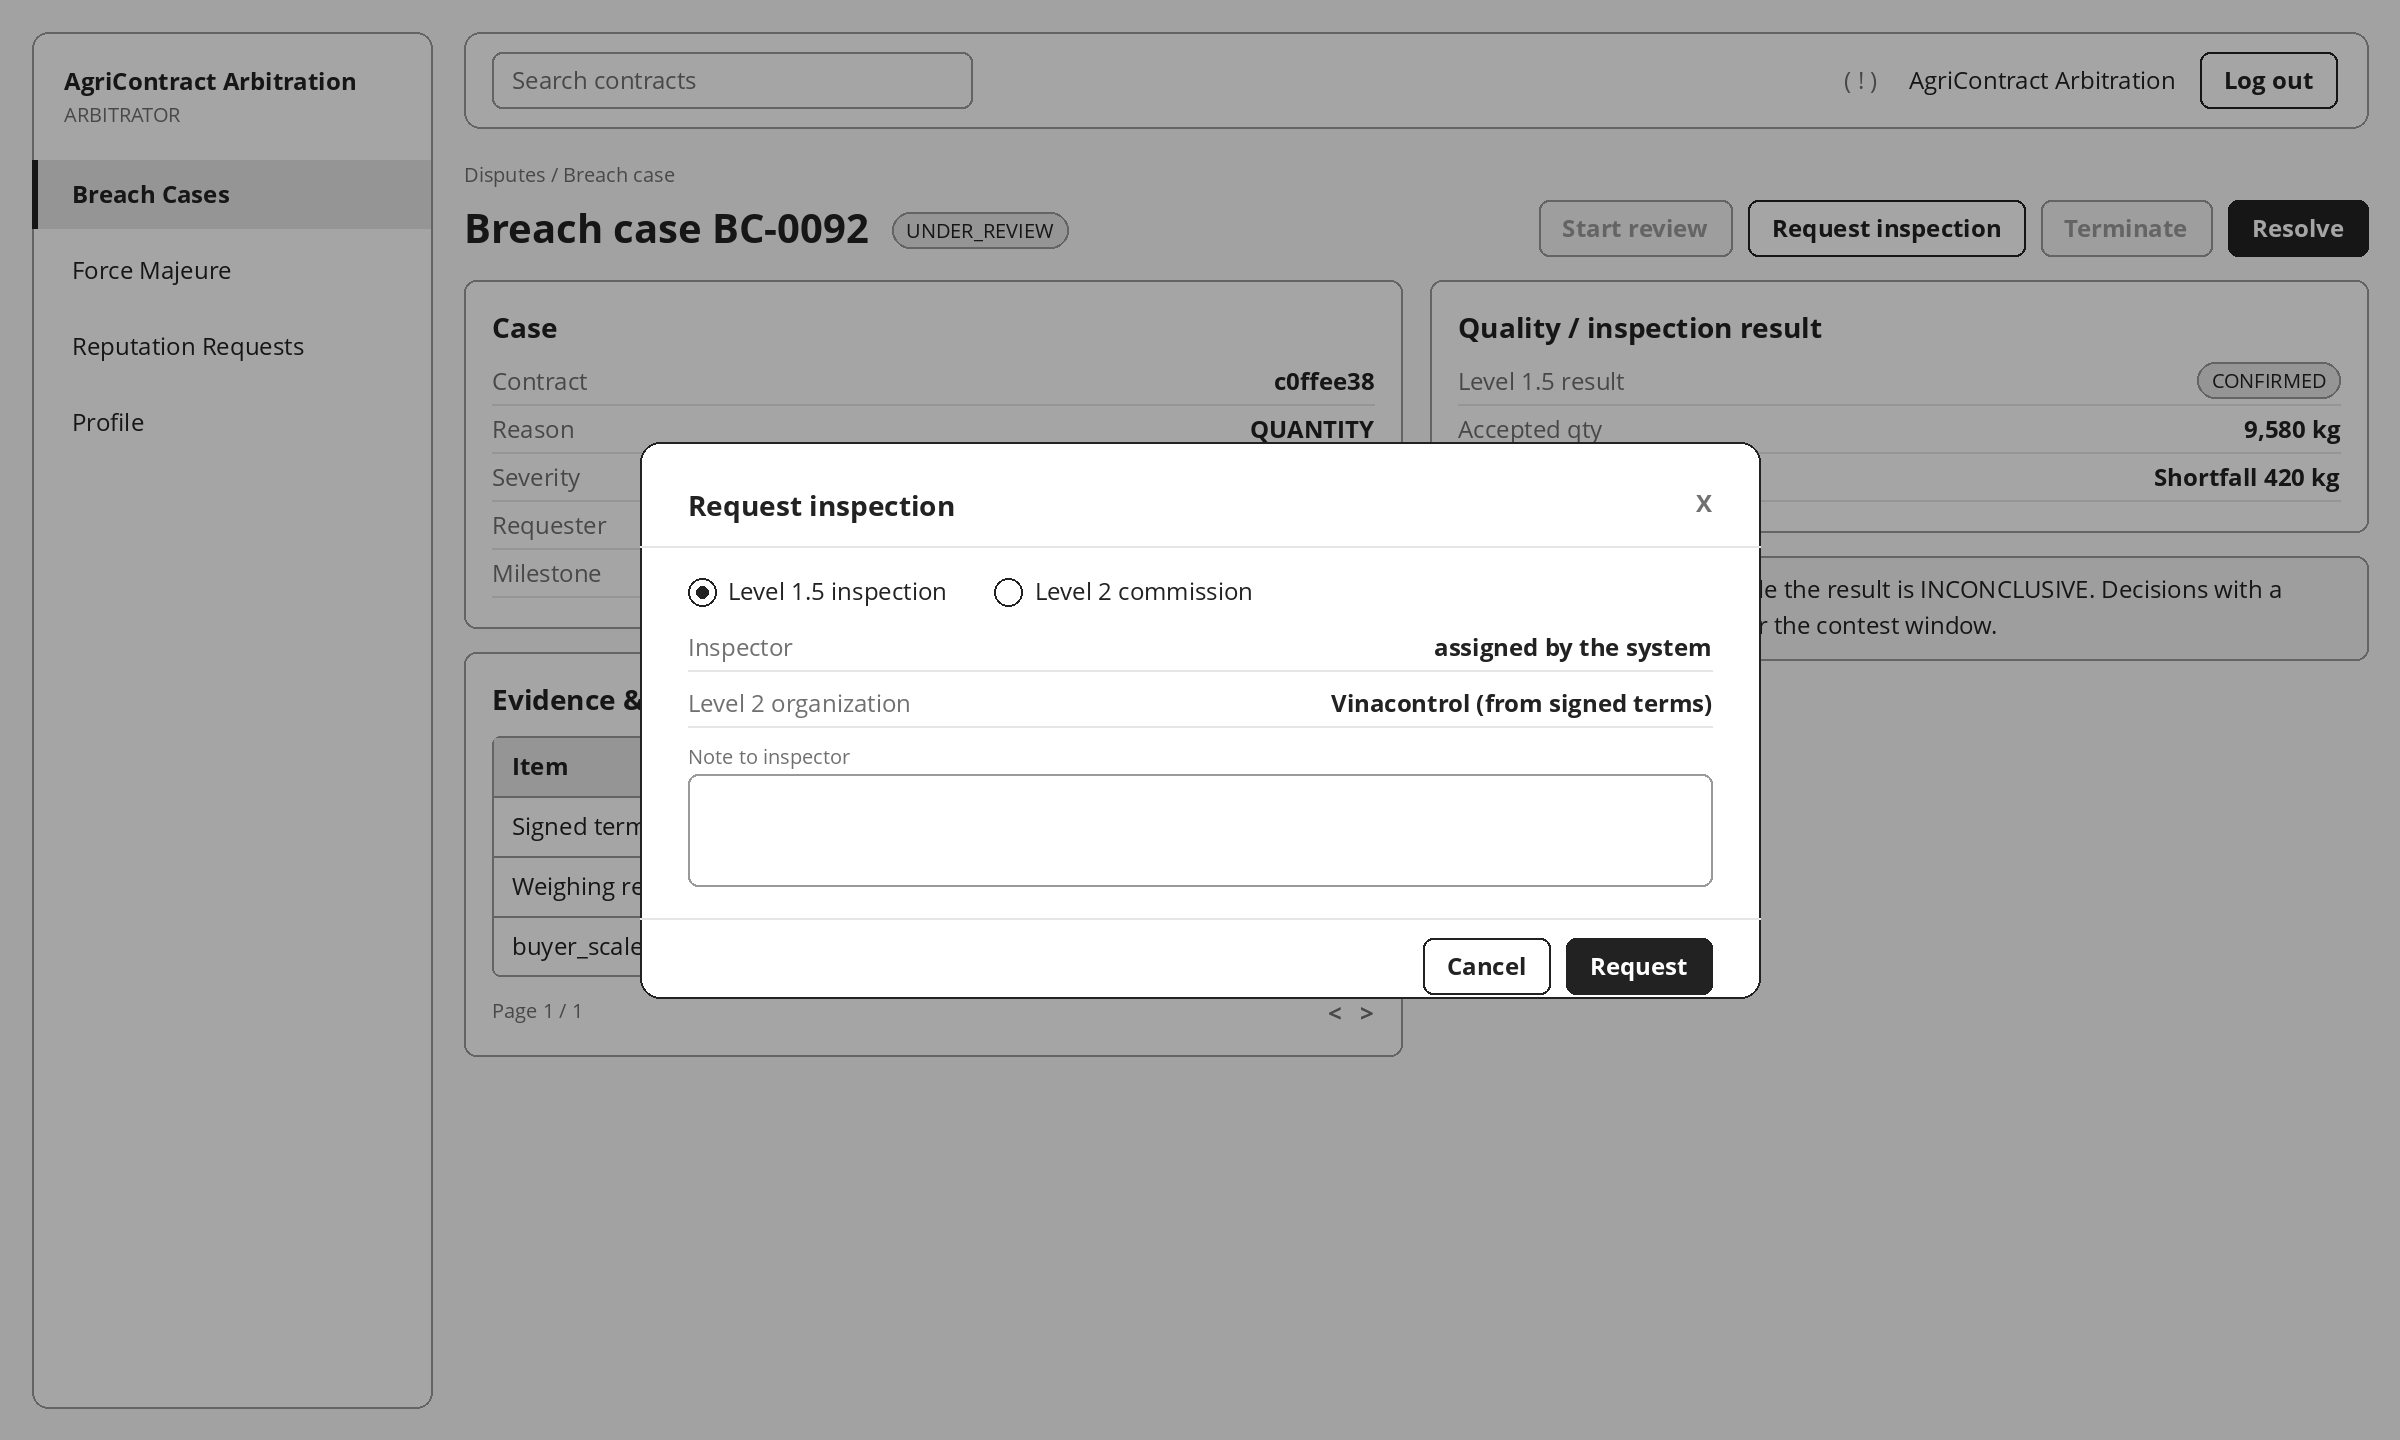 AgriContract Arbitration
ARBITRATOR
Breach Cases
Force Majeure
Reputation Requests
Profile
Search contracts
( ! )
AgriContract Arbitration
Log out
Disputes / Breach case
Breach case BC-0092
UNDER_REVIEW
Start review
Request inspection
Terminate
Resolve
Case
Contract
c0ffee38
Reason
QUANTITY
Severity
Requester
Milestone
Quality / inspection result
Level 1.5 result
CONFIRMED
Accepted qty
9,580 kg
Shortfall 420 kg
the result is INCONCLUSIVE. Decisions with a
the contest window.
Evidence &
Item
Signed
Weighing
Page 1 / 1
< >
Request inspection
X
Level 1.5 inspection
Level 2 commission
Inspector
assigned by the system
Level 2 organization
Vinacontrol (from signed terms)
Note to inspector
Cancel
Request